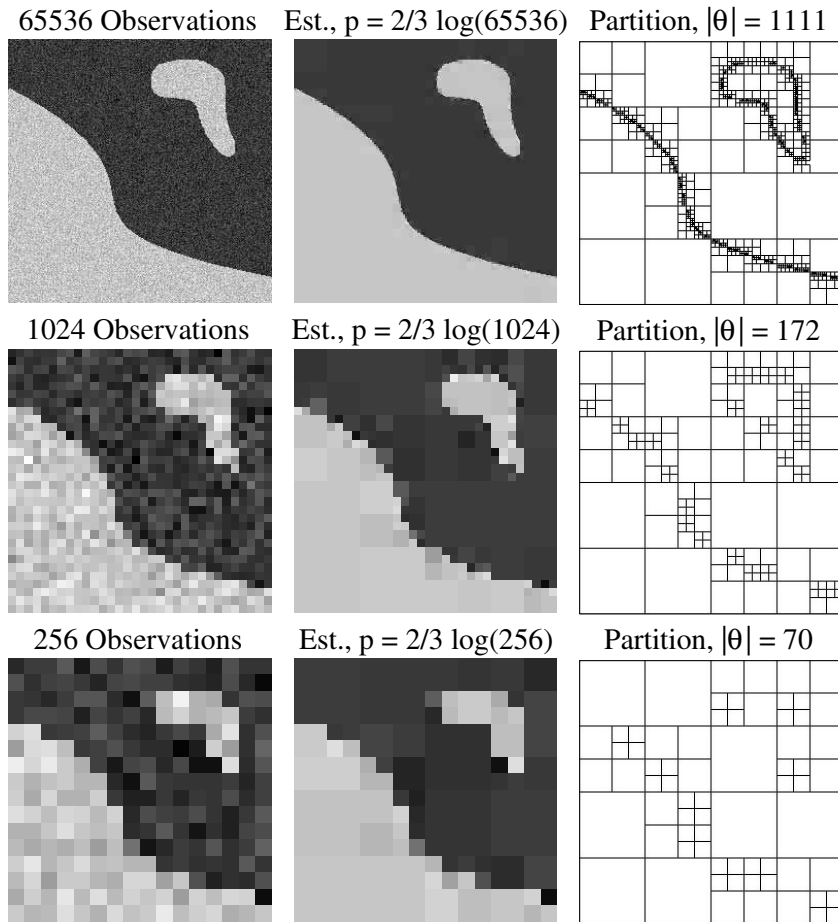 65536 Observations
Est., p = 2/3 log(65536)
Partition, |θ| = 1111
1024 Observations
Est., p = 2/3 log(1024)
Partition, |θ| = 172
256 Observations
Est., p = 2/3 log(256)
Partition, |θ| = 70